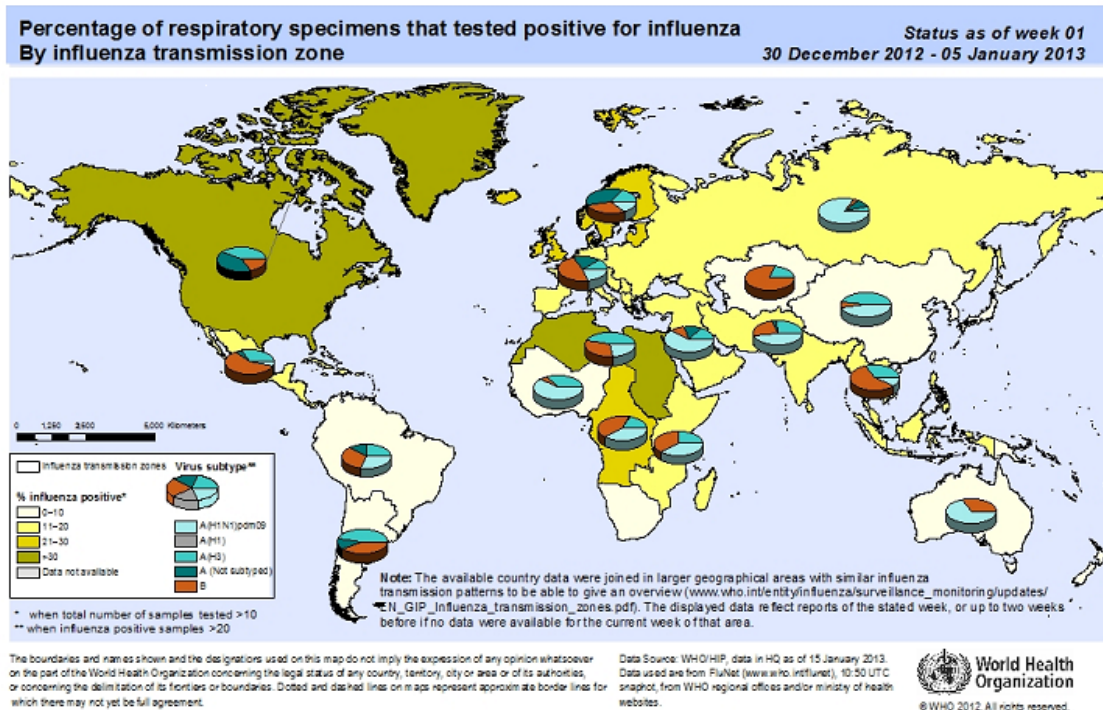 Percentage of respiratory specimens that tested positive for influenza
By influenza transmission zone
Status as of week 01
30 December 2012 - 05 January 2013
0 1,250 2,500 5,000 Kilometers
Influenza transmission zones
Virus subtype**
% influenza positive*
0–10
11–20
21–30
>30
Data not available
A(H1N1)pdm09
A(H1)
A(H3)
A (Not subtyped)
B
* when total number of samples tested >10
** when influenza positive samples >20
Note: The available country data were joined in larger geographical areas with similar influenza
transmission patterns to be able to give an overview (www.who.int/entity/influenza/surveillance_monitoring/updates/
EN_GIP_Influenza_transmission_zones.pdf). The displayed data reflect reports of the stated week, or up to two weeks
before if no data were available for the current week of that area.
The boundaries and names shown and the designations used on this map do not imply the expression of any opinion whatsoever
on the part of the World Health Organization concerning the legal status of any country, territory, city or area or of its authorities,
or concerning the delimitation of its frontiers or boundaries. Dotted and dashed lines on maps represent approximate border lines for
which there may not yet be full agreement.
Data Source: WHO/HIP, data in HQ as of 15 January 2013.
Data used are from FluNet (www.who.int/flunet), 10:50 UTC
snapshot, from WHO regional offices and/or ministry of health
websites.
World Health
Organization
© WHO 2012. All rights reserved.